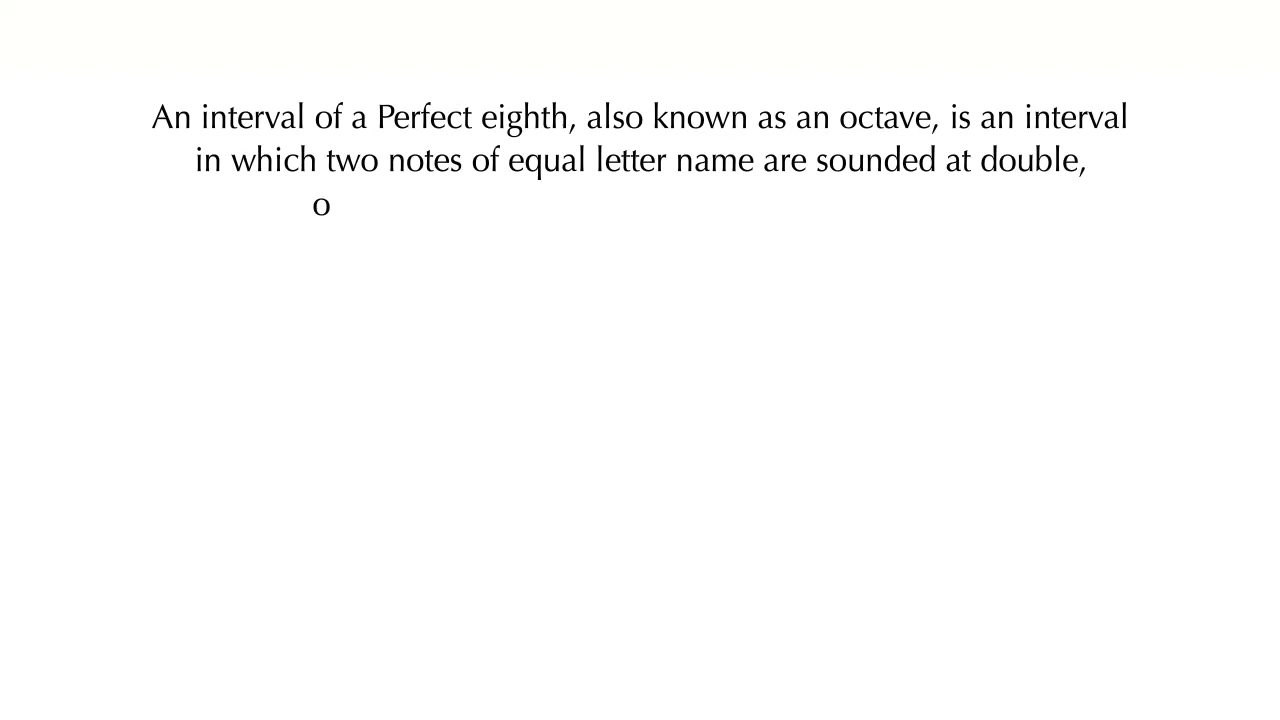 An interval of a Perfect eighth, also known as an octave, is an interval
in which two notes of equal letter name are sounded at double,
o